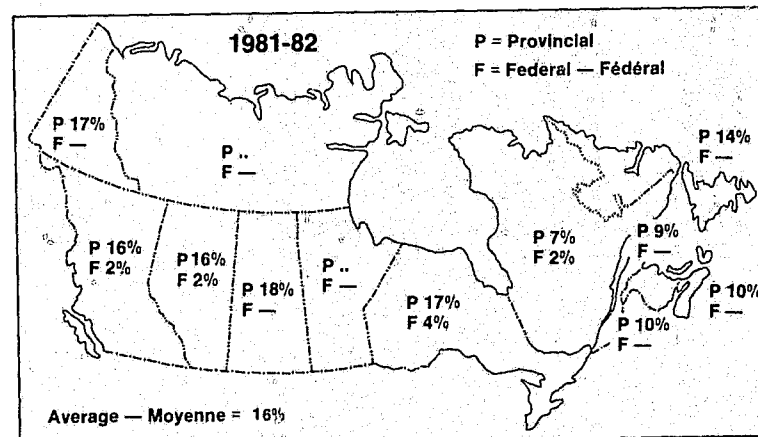 1981-82
P = Provincial
F = Federal — Fédéral
P 17%
F —
P ..
F —
P 14%
F —
P 16%
F 2%
P 16%
F 2%
P 18%
F —
P ..
F —
P 17%
F 4%
P 7%
F 2%
P 9%
F —
P 10%
F —
P 10%
F —
Average — Moyenne = 16%